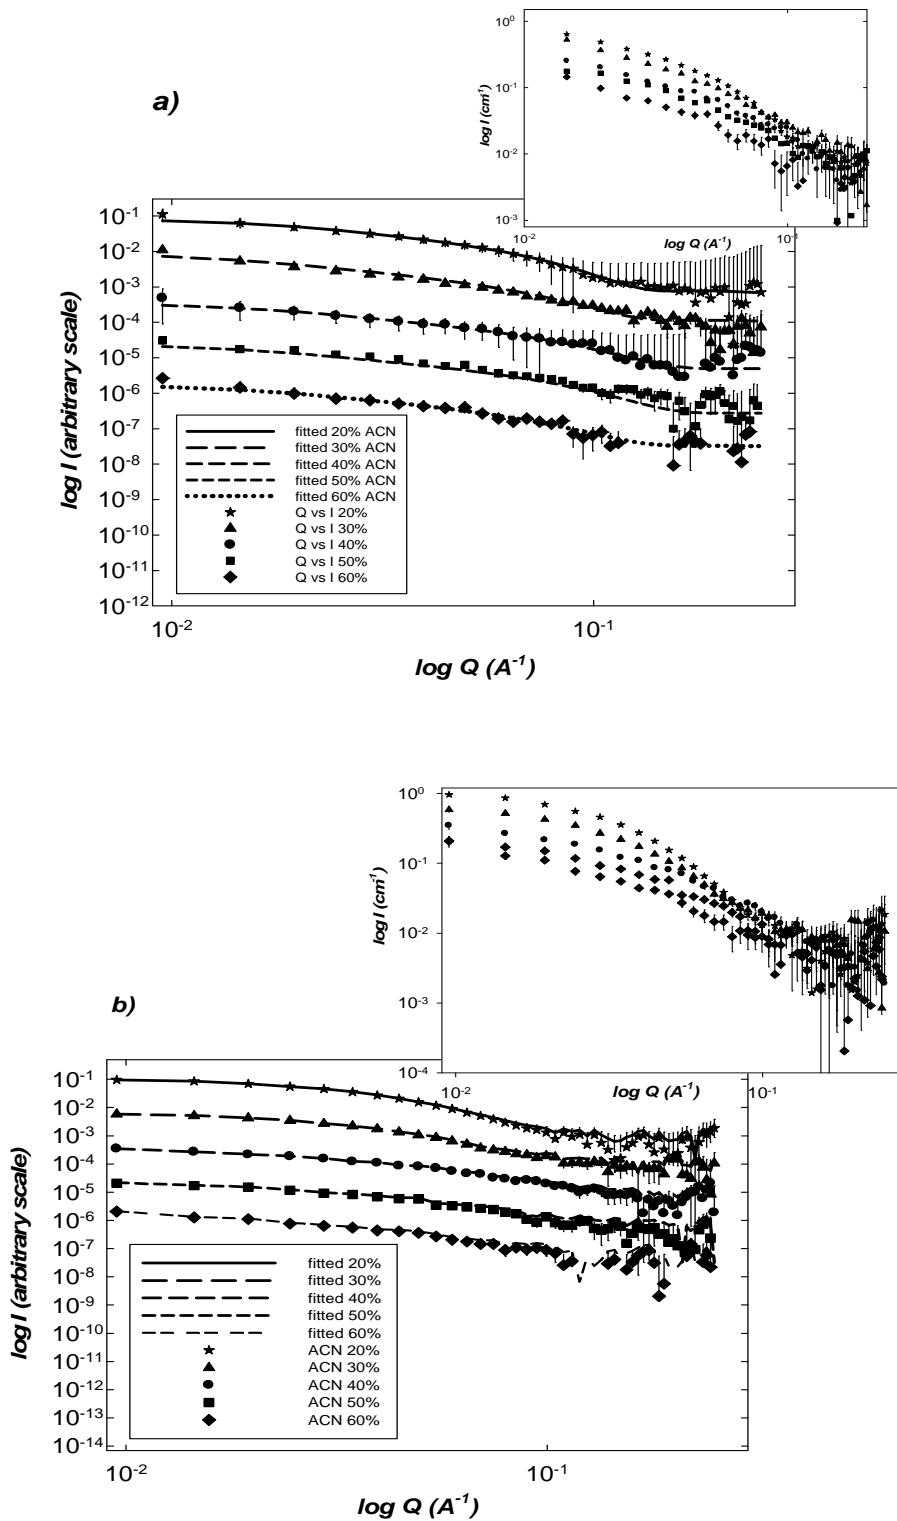 a)
10⁰
10⁻¹
10⁻²
10⁻³
log I (cm⁻¹)
10⁻²
10⁻¹
log Q (A⁻¹)
10⁻¹
10⁻²
10⁻³
10⁻⁴
10⁻⁵
10⁻⁶
10⁻⁷
10⁻⁸
10⁻⁹
10⁻¹⁰
10⁻¹¹
10⁻¹²
log I (arbitrary scale)
fitted 20% ACN
fitted 30% ACN
fitted 40% ACN
fitted 50% ACN
fitted 60% ACN
Q vs I 20%
Q vs I 30%
Q vs I 40%
Q vs I 50%
Q vs I 60%
10⁻²
10⁻¹
log Q (A⁻¹)
b)
10⁰
10⁻¹
10⁻²
10⁻³
10⁻⁴
log I (cm⁻¹)
10⁻²
10⁻¹
log Q (A⁻¹)
10⁻¹
10⁻²
10⁻³
10⁻⁴
10⁻⁵
10⁻⁶
10⁻⁷
10⁻⁸
10⁻⁹
10⁻¹⁰
10⁻¹¹
10⁻¹²
10⁻¹³
10⁻¹⁴
log I (arbitrary scale)
fitted 20%
fitted 30%
fitted 40%
fitted 50%
fitted 60%
ACN 20%
ACN 30%
ACN 40%
ACN 50%
ACN 60%
10⁻²
10⁻¹
log Q (A⁻¹)